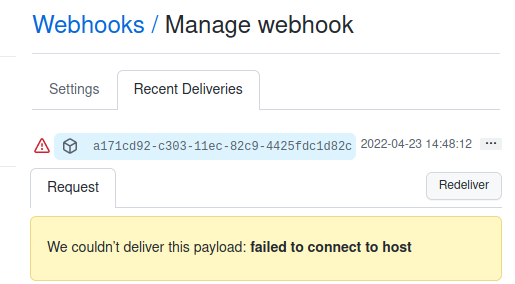 Webhooks / Manage webhook
Settings Recent Deliveries
a171cd92-c303-11ec-82c9-4425fdc1d82c 2022-04-23 14:48:12 ...
Request Redeliver
We couldn’t deliver this payload: failed to connect to host